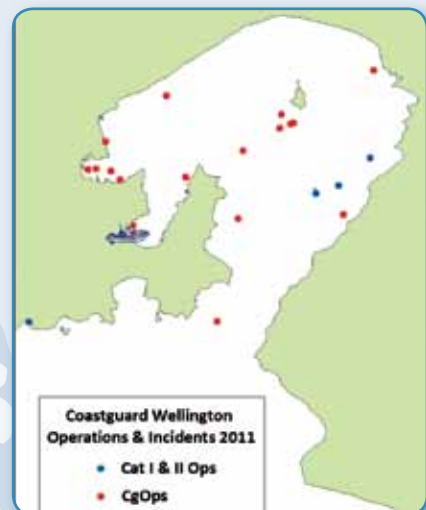 Coastguard Wellington
Operations & Incidents 2011
Cat I & II Ops
CgOps